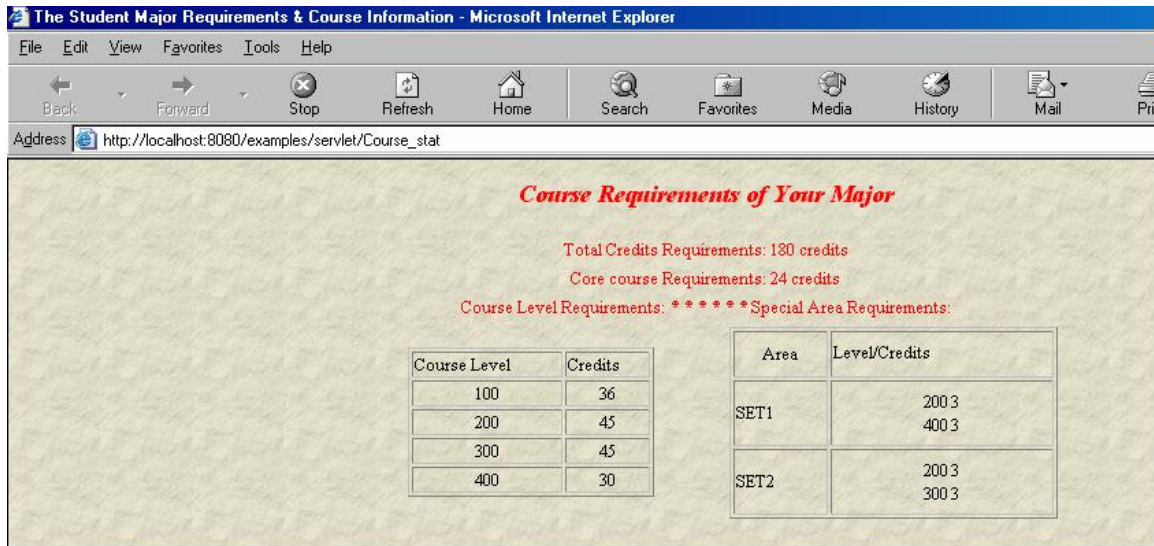 The Student Major Requirements & Course Information - Microsoft Internet Explorer
File Edit View Favorites Tools Help
Back Forward Stop Refresh Home Search Favorites Media History Mail Pri
Address http://localhost:8080/examples/servlet/Course_stat
Course Requirements of Your Major
Total Credits Requirements: 180 credits
Core course Requirements: 24 credits
Course Level Requirements: * * * * * * Special Area Requirements:
Course Level Credits
100 36
200 45
300 45
400 30
Area Level/Credits
SET1
200 3
400 3
SET2
200 3
300 3